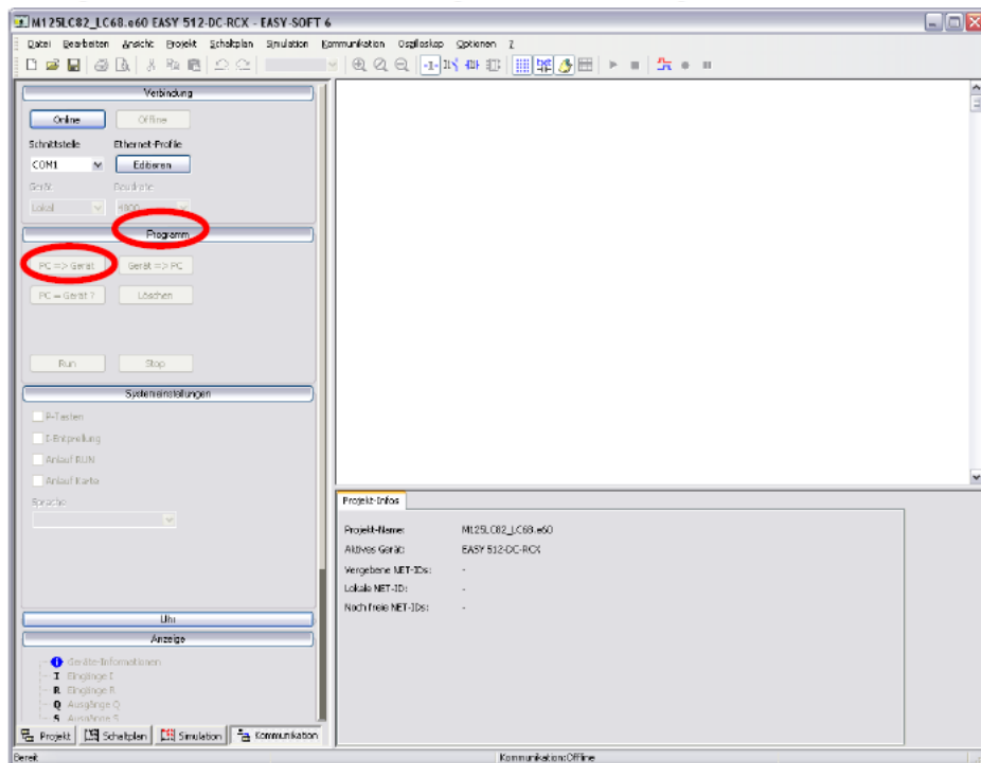 M125LC82_LC68.e60 EASY 512-DC-RCX - EASY-SOFT 6
Datei Bearbeiten Ansicht Projekt Schaltplan Simulation Kommunikation Oszilloskop Optionen ?
Verbindung
Online Offline
Schnittstelle Ethernet-Profile
COM1 Editieren
Gerät: Baudrate:
Lokal 4800
Programm
PC => Gerät Gerät => PC
PC = Gerät ? Löschen
Run Stop
Systemeinstellungen
P-Tasten
I-Entprellung
Anlauf RUN
Anlauf Karte
Sprache:
Projekt-Infos
Projekt-Name: M125LC82_LC68.e60
Aktives Gerät: EASY 512-DC-RCX
Vergebene NET-IDs: -
Lokale NET-ID: -
Noch freie NET-IDs: -
Uhr
Anzeige
Geräte-Informationen
I Eingänge I
R Eingänge R
Q Ausgänge Q
S Ausgänge S
Projekt Schaltplan Simulation Kommunikation
Bereit Kommunikation:Offline